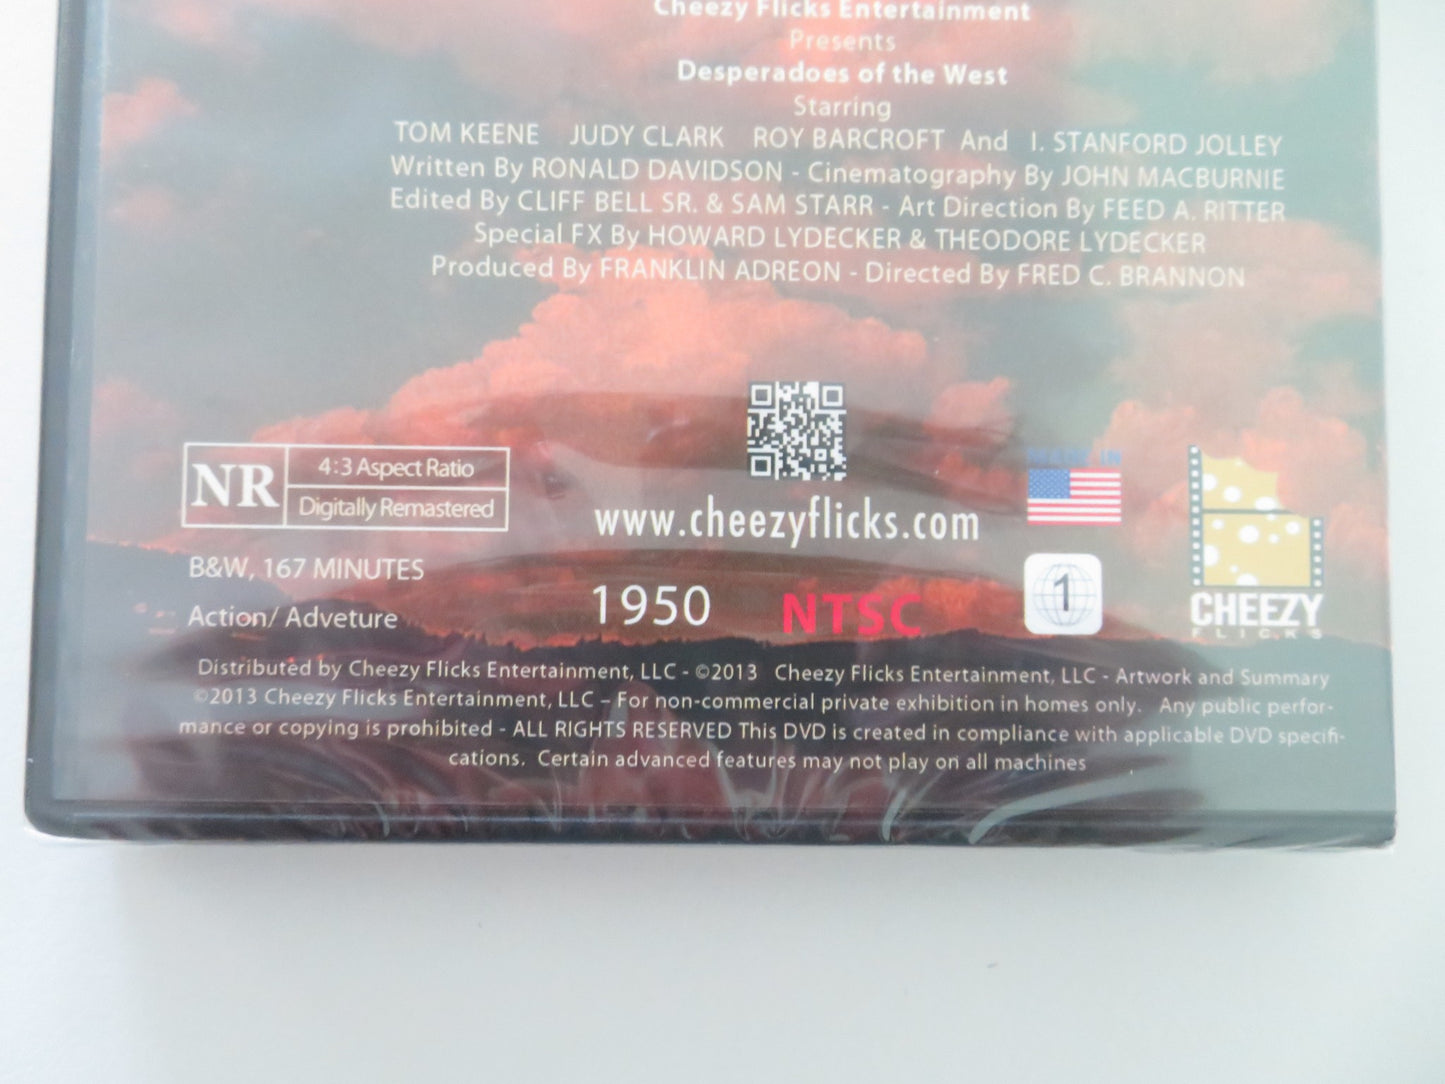 Cheezy Flicks Entertainment
Presents
Desperadoes of the West
Starring
TOM KEENE JUDY CLARK ROY BARCROFT And I. STANFORD JOLLEY
Written By RONALD DAVIDSON - Cinematography By JOHN MACBURNIE
Edited By CLIFF BELL SR. & SAM STARR - Art Direction By FEED A. RITTER
Special FX By HOWARD LYDECKER & THEODORE LYDECKER
Produced By FRANKLIN ADREON - Directed By FRED C. BRANNON
NR
4:3 Aspect Ratio
Digitally Remastered
www.cheezyflicks.com
MADE IN
B&W, 167 MINUTES
Action/ Adveture
1950
NTSC
1
CHEEZY
FLICKS
Distributed by Cheezy Flicks Entertainment, LLC - ©2013 Cheezy Flicks Entertainment, LLC - Artwork and Summary
©2013 Cheezy Flicks Entertainment, LLC – For non-commercial private exhibition in homes only. Any public perfor-
mance or copying is prohibited - ALL RIGHTS RESERVED This DVD is created in compliance with applicable DVD specifi-
cations. Certain advanced features may not play on all machines